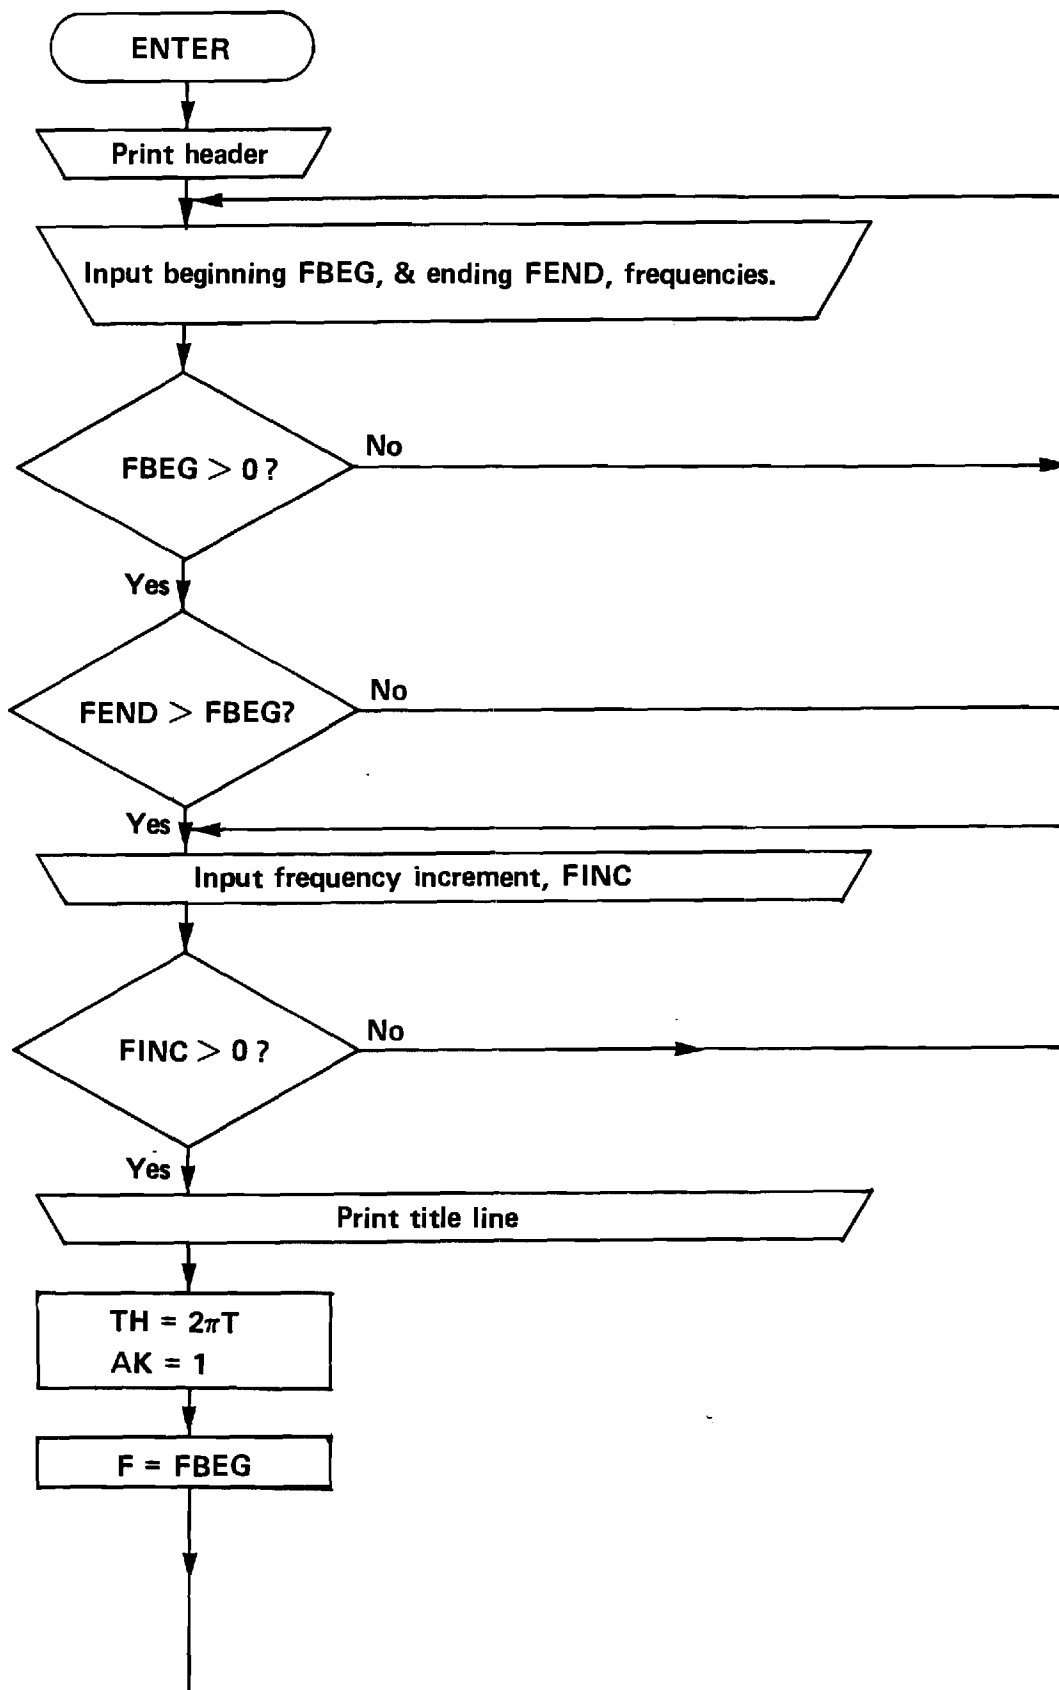 ENTER
Print header
Input beginning FBEG, & ending FEND, frequencies.
FBEG > 0 ?
No
Yes
FEND > FBEG?
No
Yes
Input frequency increment, FINC
FINC > 0 ?
No
Yes
Print title line
TH = 2πT
AK = 1
F = FBEG